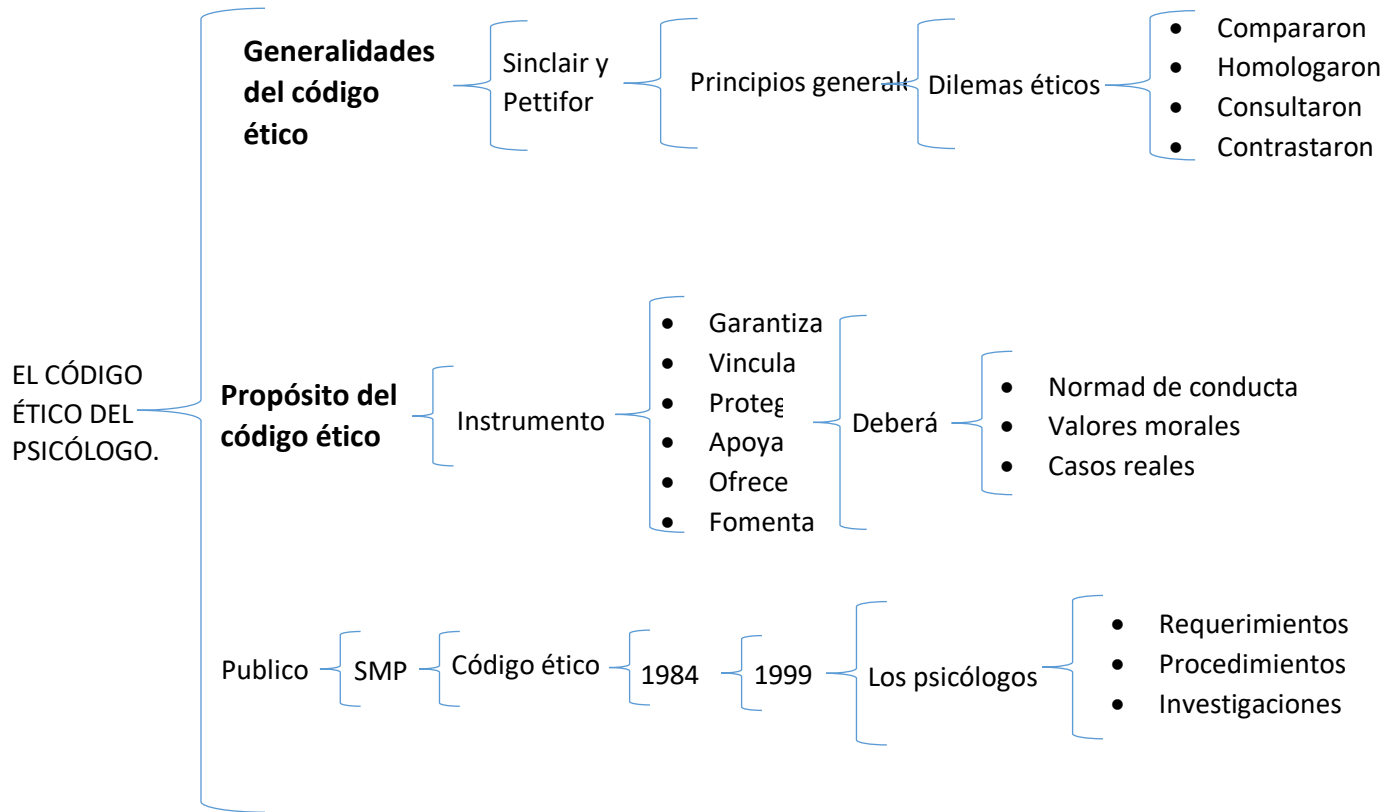 EL CÓDIGO
ÉTICO DEL
PSICÓLOGO.
Generalidades
del código
ético
Sinclair y
Pettifor
Principios general
Dilemas éticos
• Compararon
• Homologaron
• Consultaron
• Contrastaron
Propósito del
código ético
Instrumento
• Garantiza
• Vincula
• Proteg
• Apoya
• Ofrece
• Fomenta
Deberá
• Normad de conducta
• Valores morales
• Casos reales
Publico
SMP
Código ético
1984
1999
Los psicólogos
• Requerimientos
• Procedimientos
• Investigaciones